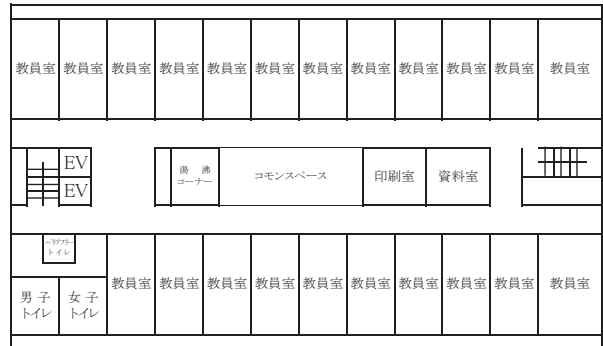 教員室 教員室 教員室 教員室 教員室 教員室 教員室 教員室 教員室 教員室 教員室 教員室
EV
EV
湯沸
コーナー
コモンスペース
印刷室
資料室
バリアフリー
トイレ
男子
トイレ
女子
トイレ
教員室 教員室 教員室 教員室 教員室 教員室 教員室 教員室 教員室 教員室